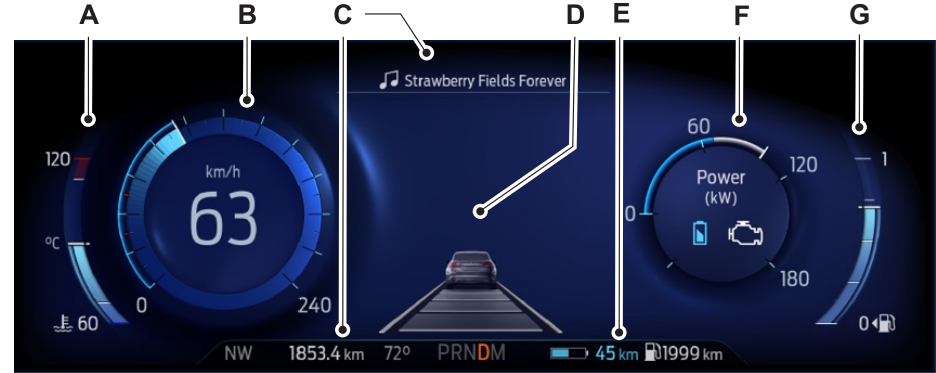 A B C D E F G
Strawberry Fields Forever
120
°C
60
km/h
63
0
240
0
60
120
180
Power
(kW)
1
0
NW 1853.4 km 72° PRNDM 45 km 1999 km